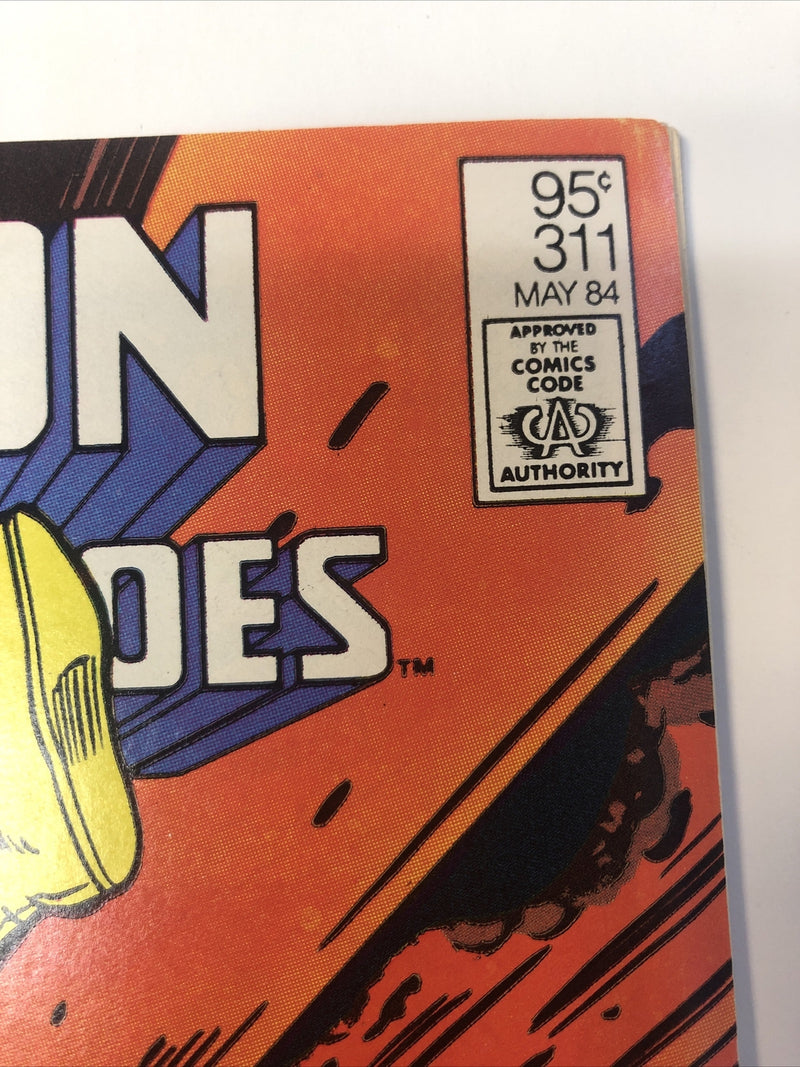 ON
OES
TM
95¢
311
MAY 84
APPROVED
BY THE
COMICS
CODE
CA
AUTHORITY